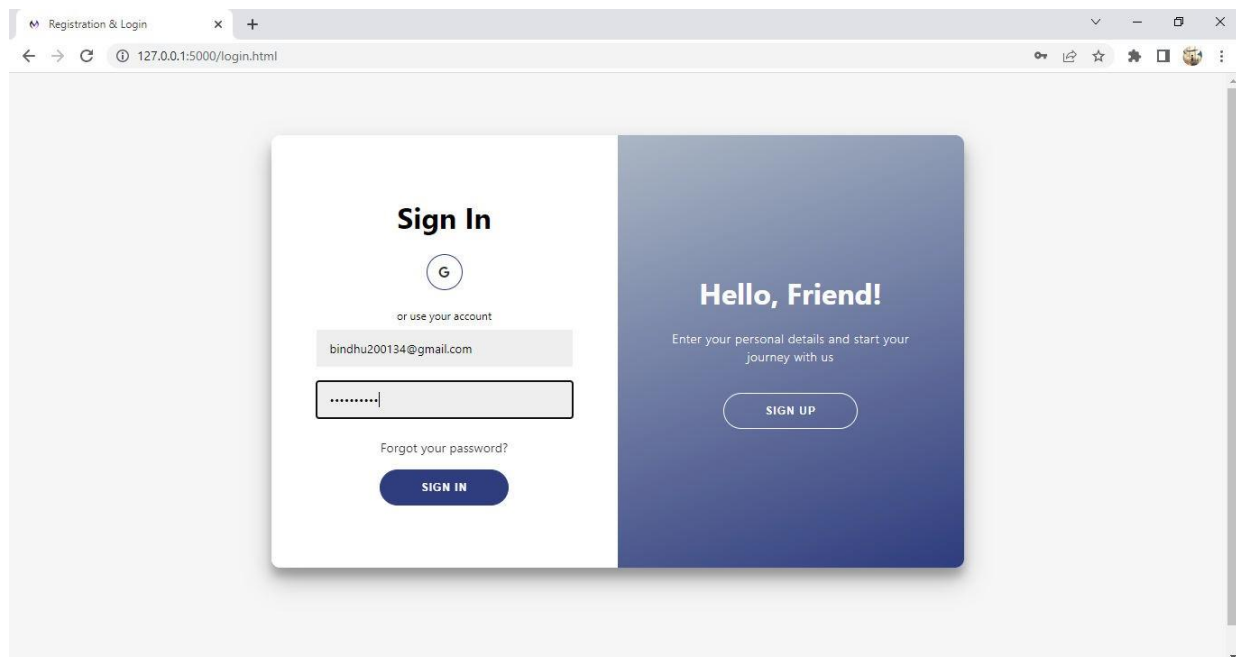 Registration & Login
127.0.0.1:5000/login.html
Sign In
G
or use your account
bindhu200134@gmail.com
••••••••••
Forgot your password?
SIGN IN
Hello, Friend!
Enter your personal details and start your
journey with us
SIGN UP